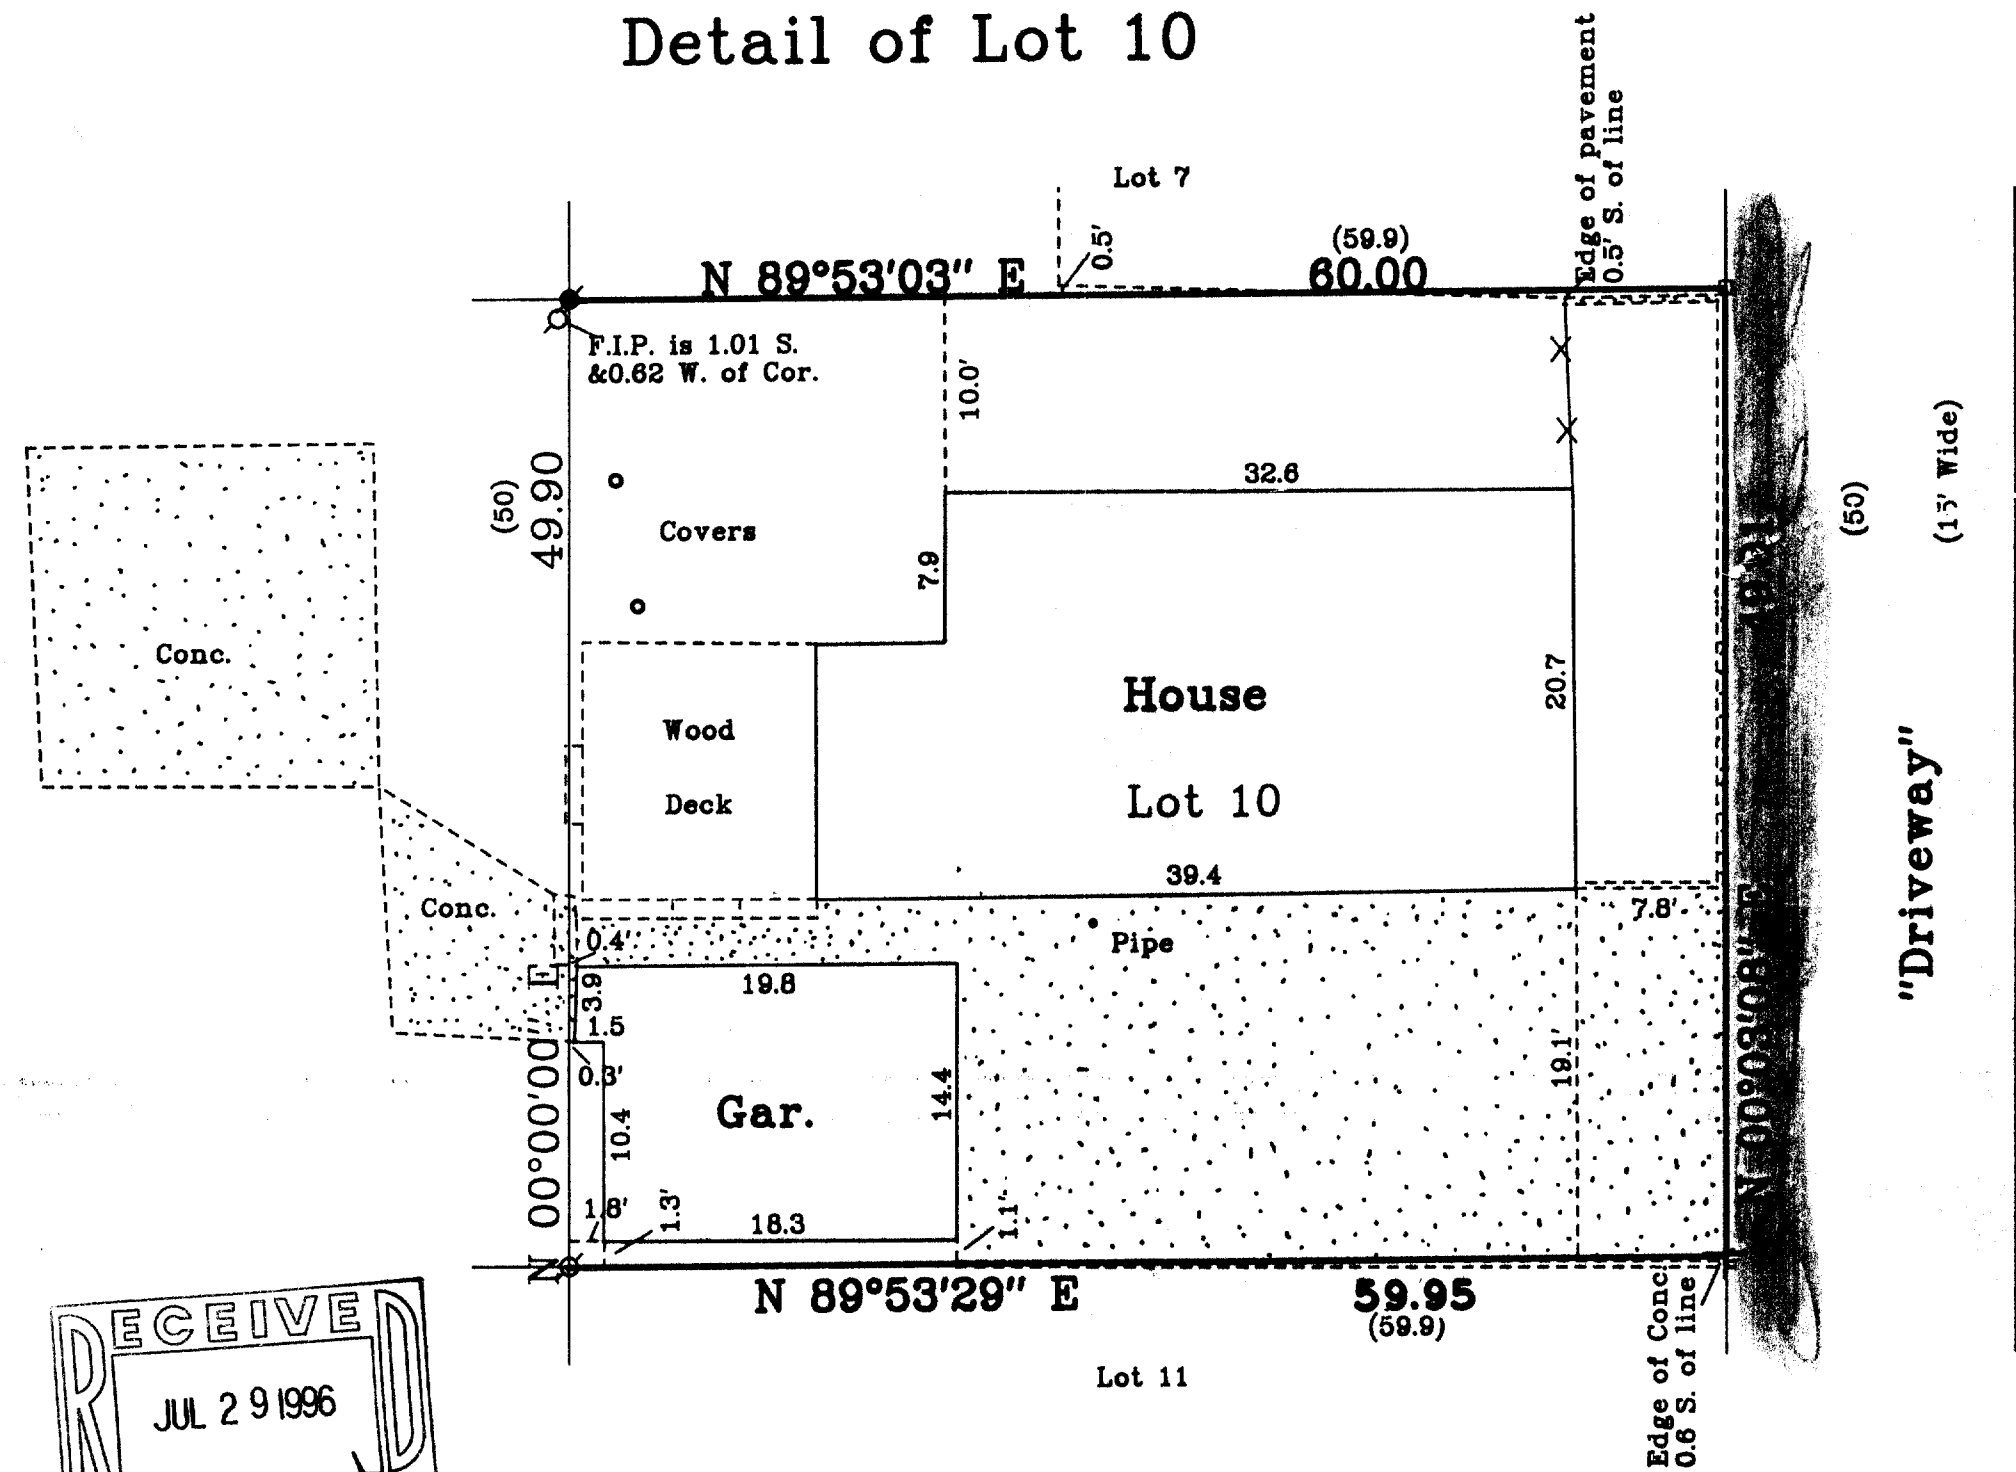 Detail of Lot 10
Edge of pavement
0.5' S. of line
Lot 7
0.5'
(59.9)
N 89°53'03" E
60.00
F.I.P. is 1.01 S.
&0.62 W. of Cor.
10.0'
(50)
49.90
32.6
(50)
(15' Wide)
Covers
7.9
Conc.
House
20.7
Wood
Deck
Lot 10
"Driveway"
39.4
Conc.
7.8'
0.4'
Pipe
N 00°00'00" E
3.9
19.8
1.5
0.3'
N 00°03'08" E
19.1'
14.4
Gar.
10.4
1.8'
1.3'
18.3
1.1'
N 89°53'29" E
59.95
(59.9)
Edge of Conc.
0.6 S. of line
Lot 11
RECEIVED
JUL 29 1996